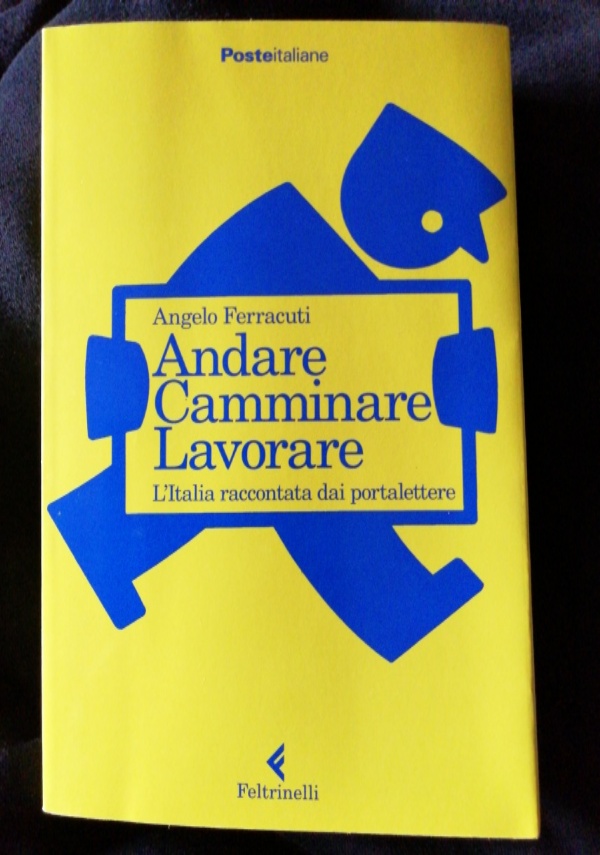 Posteitaliane
Angelo Ferracuti
Andare
Camminare
Lavorare
L'Italia raccontata dai portalettere
Feltrinelli